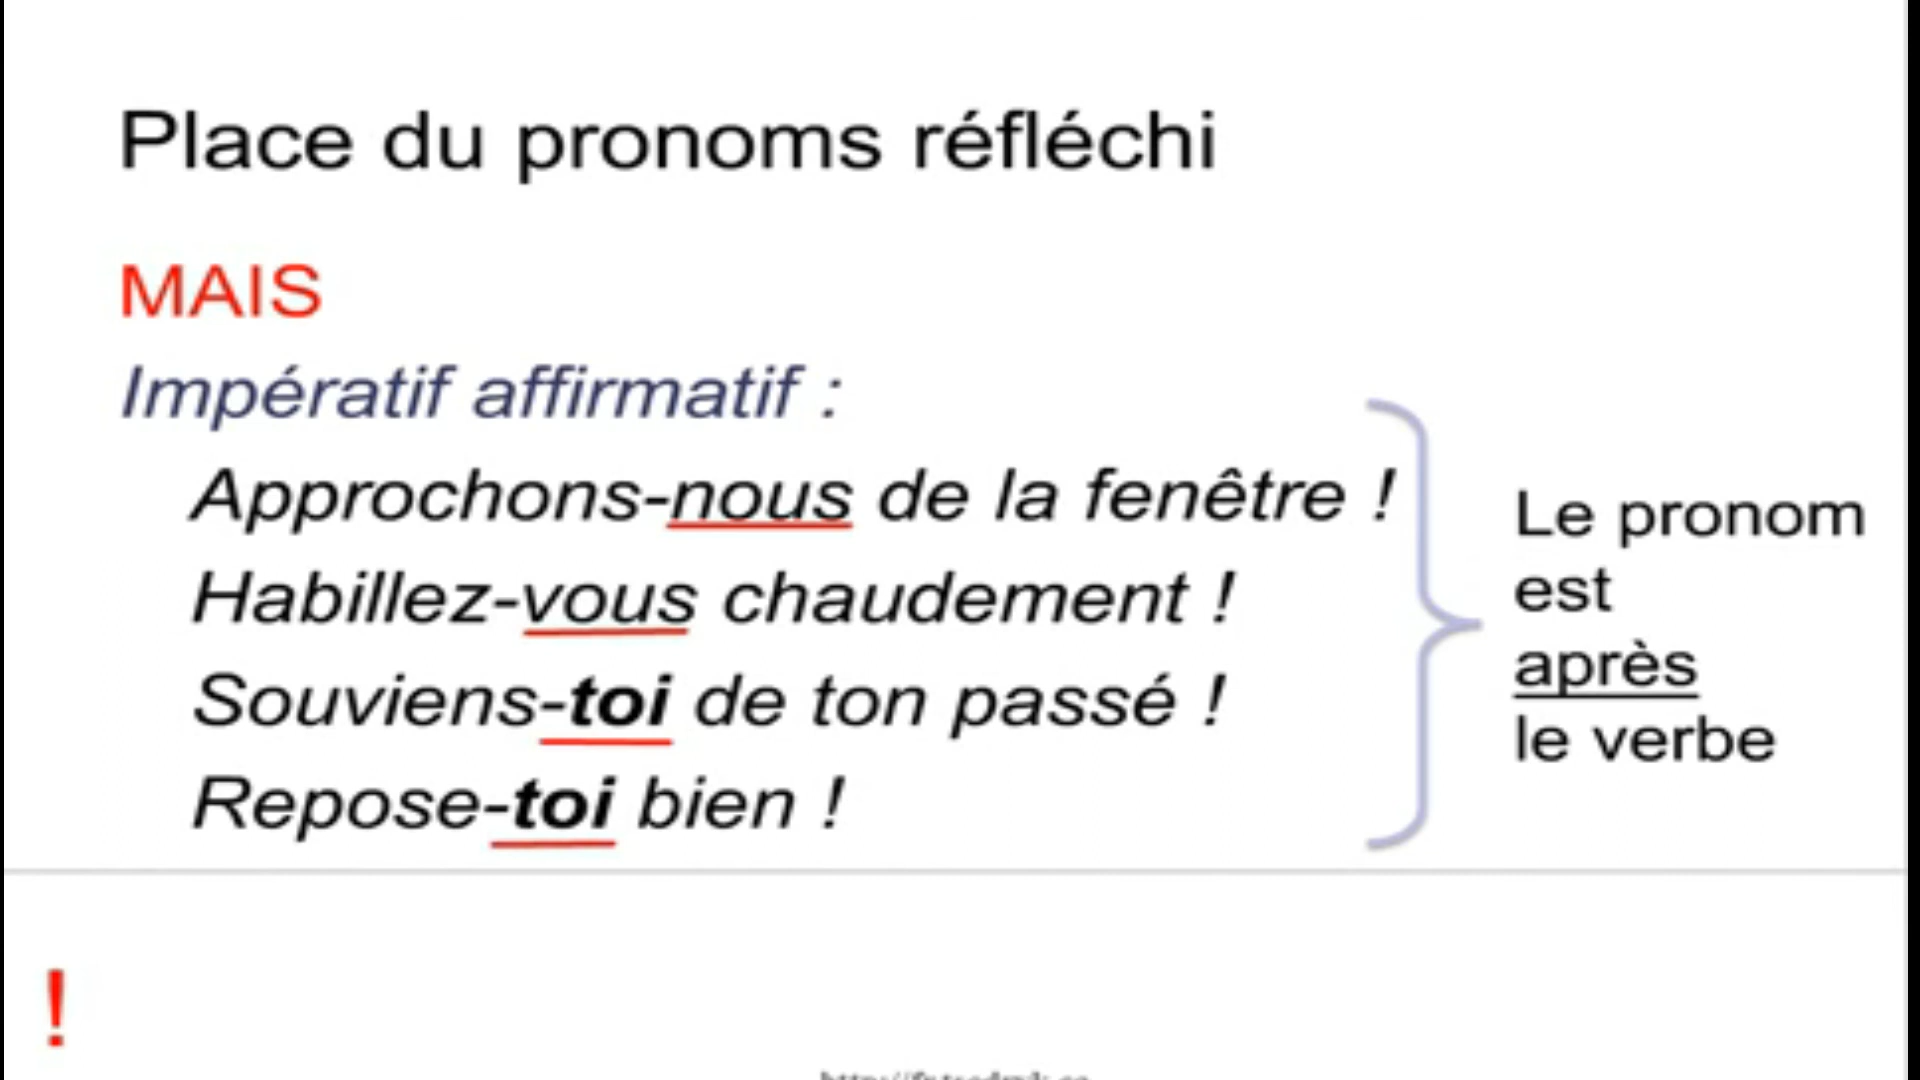 Place du pronoms réfléchi
MAIS
Impératif affirmatif :
Approchons-nous de la fenêtre !
Habillez-vous chaudement !
Souviens-toi de ton passé !
Repose-toi bien !
Le pronom
est
après
le verbe
!